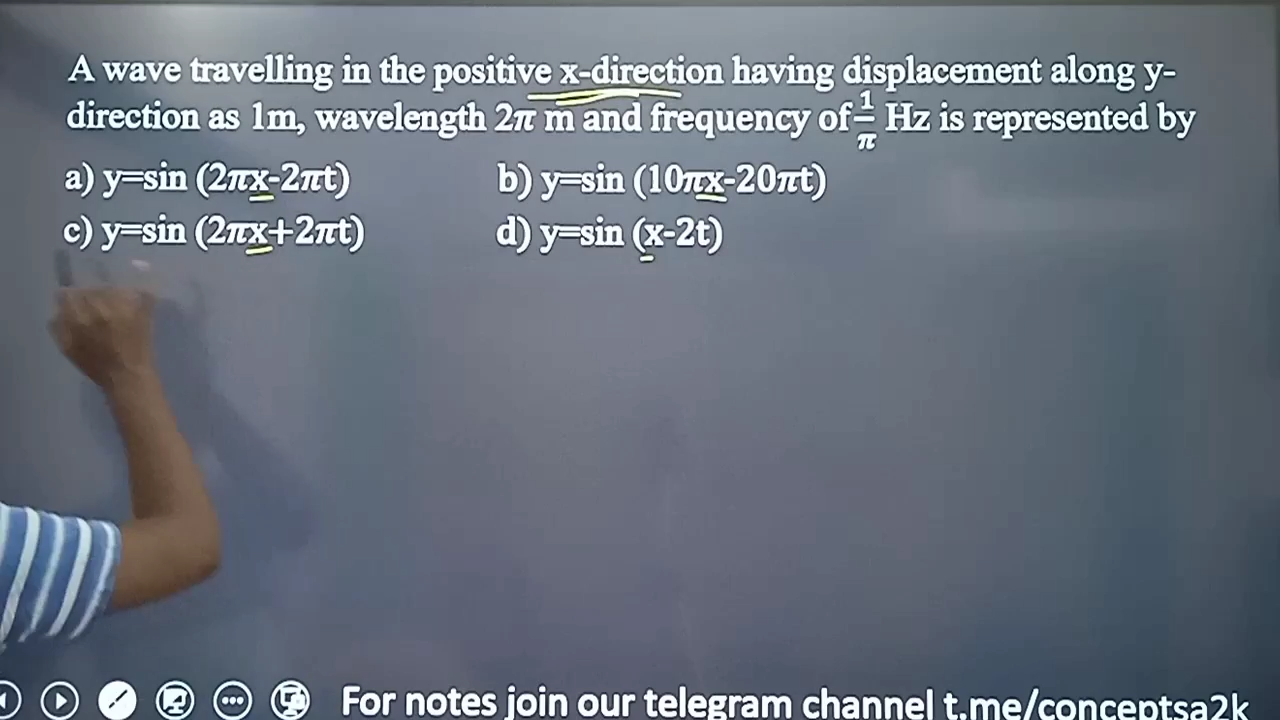 A wave travelling in the positive x-direction having displacement along y-
direction as 1m, wavelength 2π m and frequency of 1/π Hz is represented by
a) y=sin (2πx-2πt) b) y=sin (10πx-20πt)
c) y=sin (2πx+2πt) d) y=sin (x-2t)
For notes join our telegram channel t.me/conceptsa2k